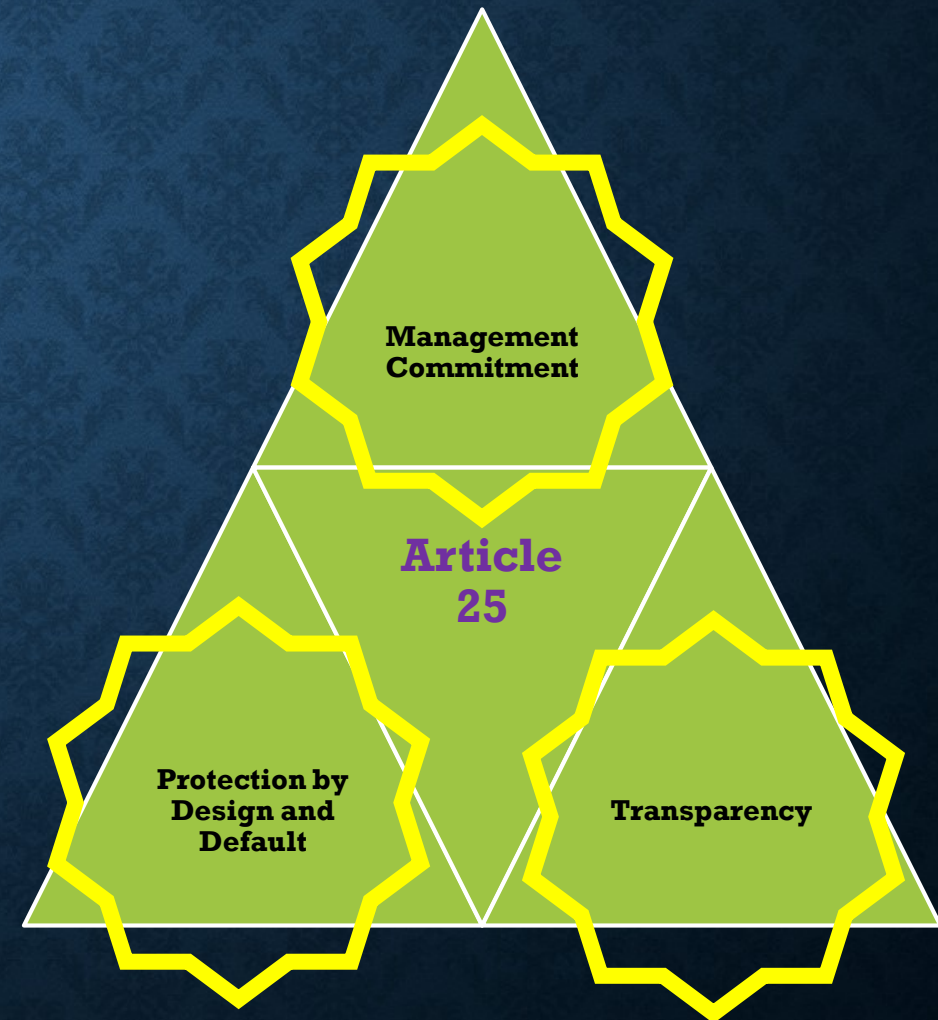 Management
Commitment
Article
25
Protection by
Design and
Default
Transparency